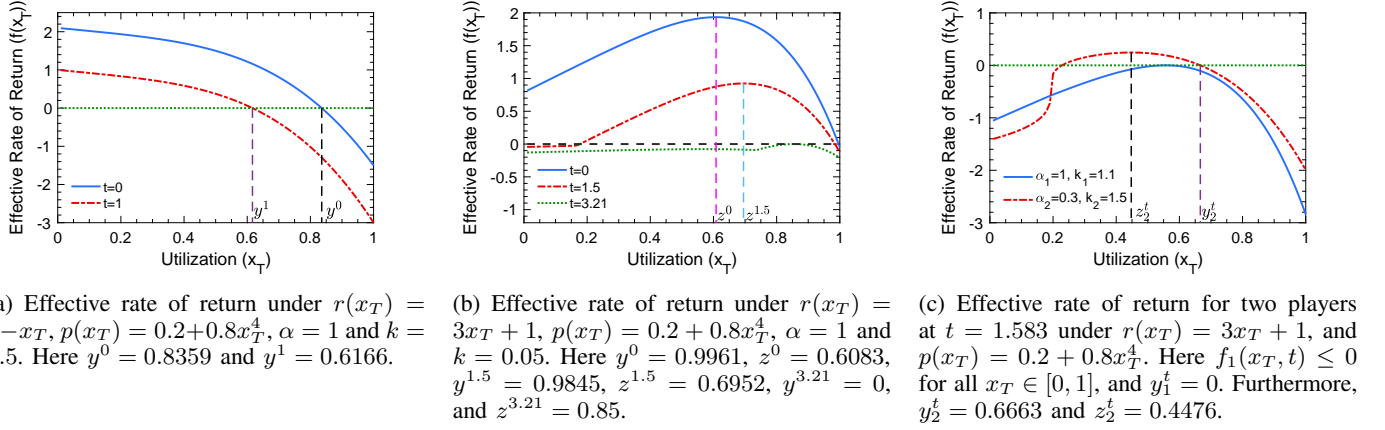 Effective Rate of Return (f(x_T))
2
1
0
-1
-2
-3
t=0
t=1
y^1
y^0
0
0.2
0.4
0.6
0.8
1
Utilization (x_T)
a) Effective rate of return under r(x_T) =
−x_T, p(x_T) = 0.2+0.8x_T^4, α = 1 and k =
.5. Here y^0 = 0.8359 and y^1 = 0.6166.
Effective Rate of Return (f(x_T))
2
1.5
1
0.5
0
-0.5
-1
t=0
t=1.5
t=3.21
z^0
z^1.5
0
0.2
0.4
0.6
0.8
1
Utilization (x_T)
(b) Effective rate of return under r(x_T) =
3x_T + 1, p(x_T) = 0.2 + 0.8x_T^4, α = 1 and
k = 0.05. Here y^0 = 0.9961, z^0 = 0.6083,
y^1.5 = 0.9845, z^1.5 = 0.6952, y^3.21 = 0,
and z^3.21 = 0.85.
Effective Rate of Return (f(x_T))
1
0
-1
-2
-3
α_1=1, k_1=1.1
α_2=0.3, k_2=1.5
z_2^t
y_2^t
0
0.2
0.4
0.6
0.8
1
Utilization (x_T)
(c) Effective rate of return for two players
at t = 1.583 under r(x_T) = 3x_T + 1, and
p(x_T) = 0.2 + 0.8x_T^4. Here f_1(x_T, t) ≤ 0
for all x_T ∈ [0, 1], and y_1^t = 0. Furthermore,
y_2^t = 0.6663 and z_2^t = 0.4476.